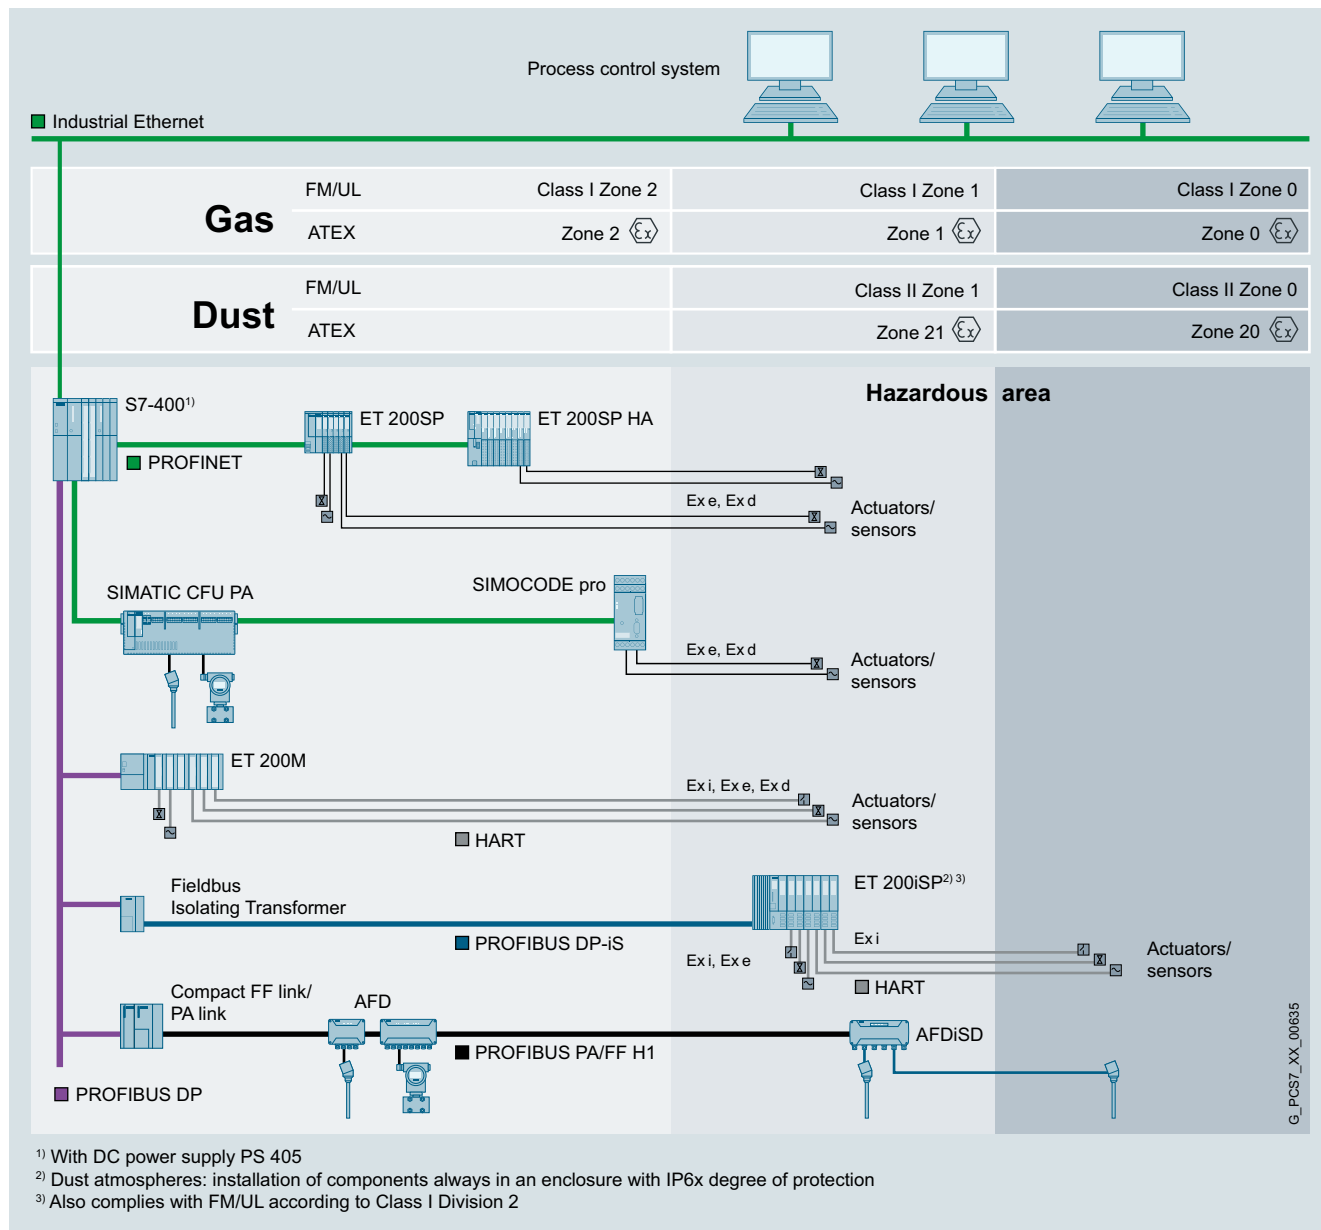 Process control system
Industrial Ethernet
Gas
FM/UL
Class I Zone 2
Class I Zone 1
Class I Zone 0
ATEX
Zone 2 Ex
Zone 1 Ex
Zone 0 Ex
Dust
FM/UL
Class II Zone 1
Class II Zone 0
ATEX
Zone 21 Ex
Zone 20 Ex
Hazardous area
S7-400¹⁾
ET 200SP
ET 200SP HA
PROFINET
Ex e, Ex d
Actuators/
sensors
SIMATIC CFU PA
SIMOCODE pro
Ex e, Ex d
Actuators/
sensors
ET 200M
Ex i, Ex e, Ex d
Actuators/
sensors
HART
Fieldbus
Isolating Transformer
ET 200iSP²⁾ ³⁾
PROFIBUS DP-iS
Ex i
Ex i, Ex e
Actuators/
sensors
HART
Compact FF link/
PA link
AFD
AFDiSD
PROFIBUS PA/FF H1
PROFIBUS DP
G_PCS7_XX_00635
¹⁾ With DC power supply PS 405
²⁾ Dust atmospheres: installation of components always in an enclosure with IP6x degree of protection
³⁾ Also complies with FM/UL according to Class I Division 2